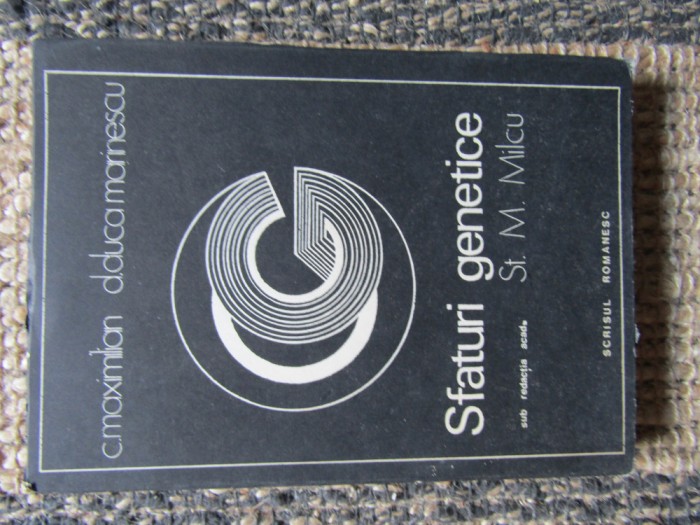 c.maximilian d.duca marinescu
Sfaturi genetice
sub redacția acad. St. M. Milcu
SCRISUL ROMANESC